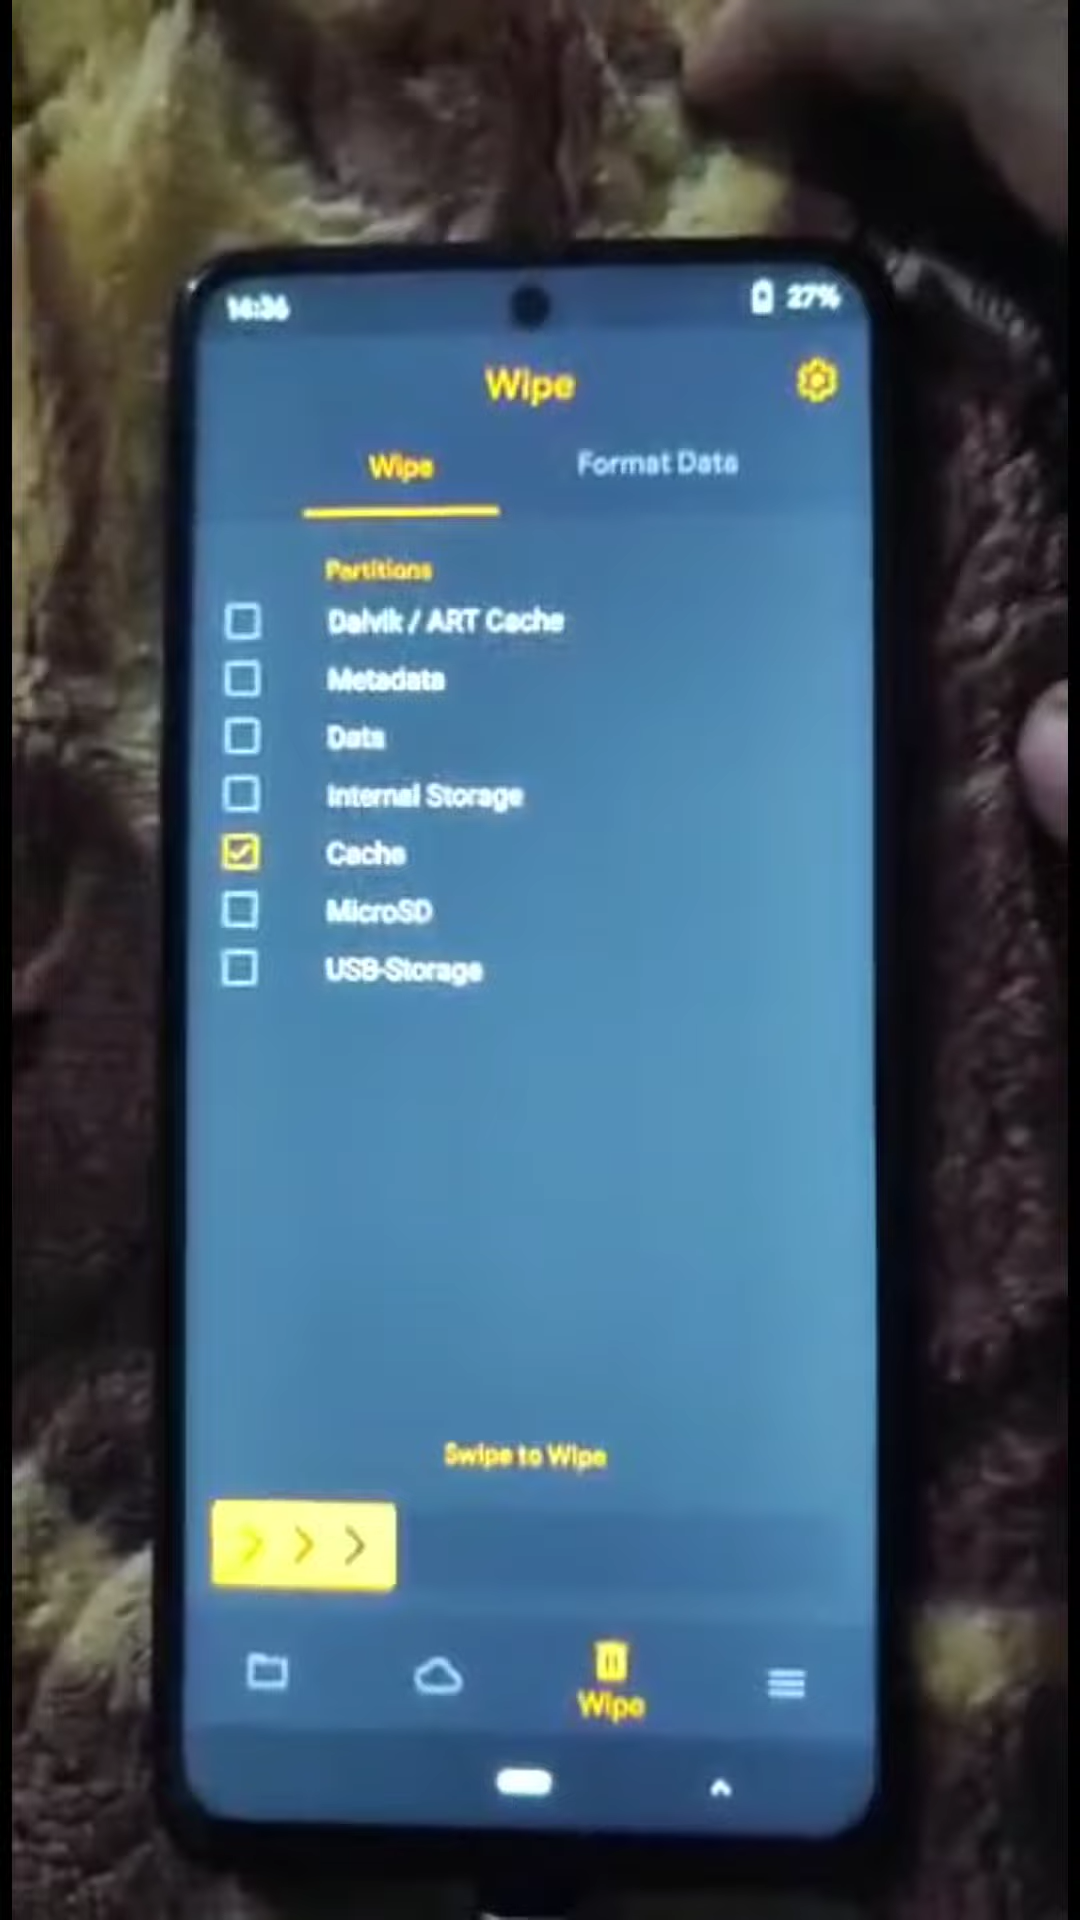 14:36
27%
Wipe
Wipe
Format Data
Partitions
Dalvik / ART Cache
Metadata
Data
Internal Storage
Cache
MicroSD
USB-Storage
Swipe to Wipe
Wipe